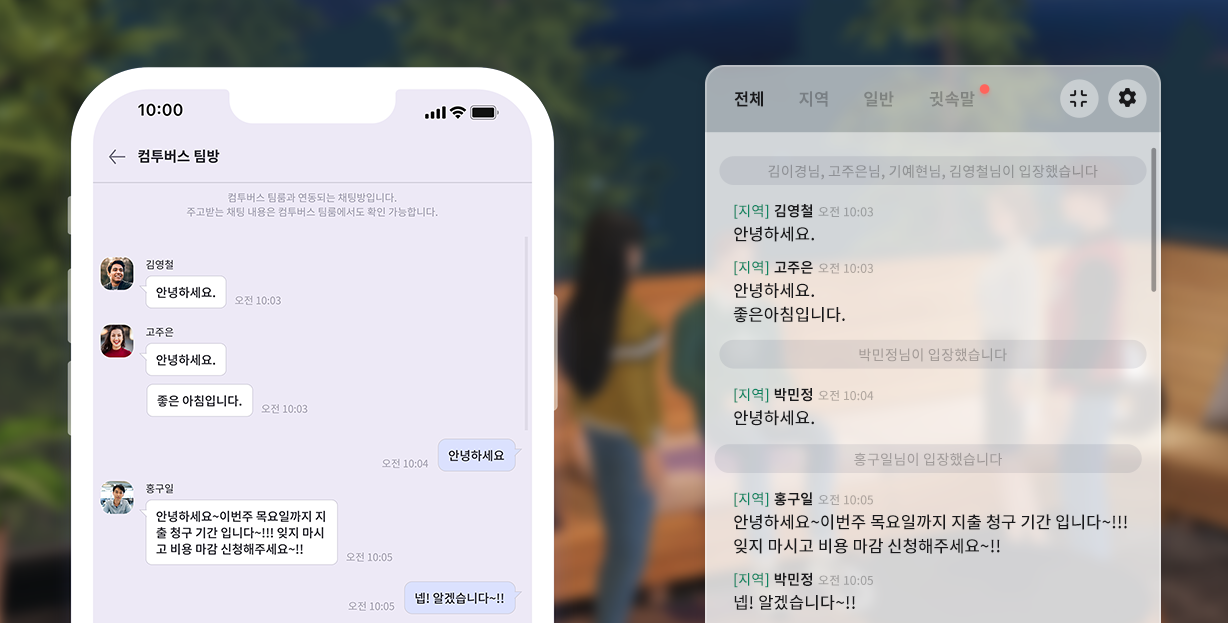 10:00
컴투버스 팀방
컴투버스 팀룸과 연동되는 채팅방입니다.
주고받는 채팅 내용은 컴투버스 팀룸에서도 확인 가능합니다.
김영철
안녕하세요.
오전 10:03
고주은
안녕하세요.
좋은 아침입니다.
오전 10:03
오전 10:04
안녕하세요
홍구일
안녕하세요~이번주 목요일까지 지
출 청구 기간 입니다~!!! 잊지 마시
고 비용 마감 신청해주세요~!!
오전 10:05
오전 10:05
넵! 알겠습니다~!!
전체 지역 일반 귓속말
김이경님, 고주은님, 기예현님, 김영철님이 입장했습니다
[지역] 김영철 오전 10:03
안녕하세요.
[지역] 고주은 오전 10:03
안녕하세요.
좋은아침입니다.
박민정님이 입장했습니다
[지역] 박민정 오전 10:04
안녕하세요.
홍구일님이 입장했습니다
[지역] 홍구일 오전 10:05
안녕하세요~이번주 목요일까지 지출 청구 기간 입니다~!!!
잊지 마시고 비용 마감 신청해주세요~!!
[지역] 박민정 오전 10:05
넵! 알겠습니다~!!